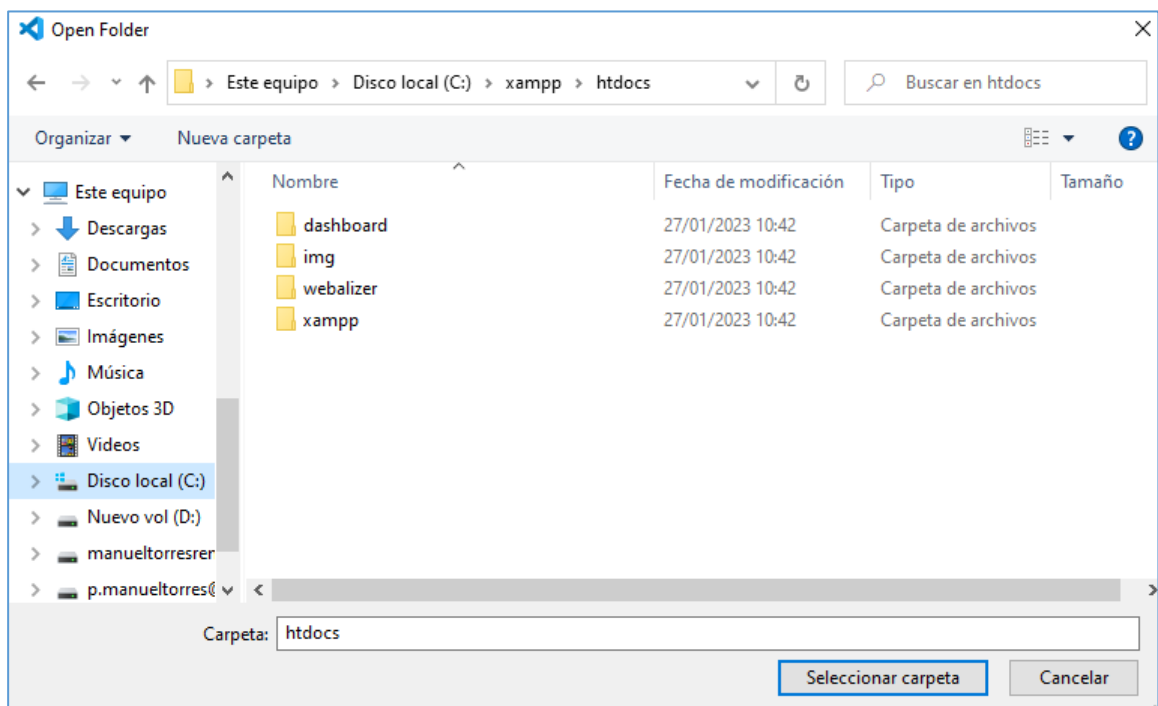 Open Folder
Este equipo > Disco local (C:) > xampp > htdocs
Buscar en htdocs
Organizar
Nueva carpeta
?
Nombre Fecha de modificación Tipo Tamaño
Este equipo
Descargas
Documentos
Escritorio
Imágenes
Música
Objetos 3D
Videos
Disco local (C:)
Nuevo vol (D:)
manueltorresrer
p.manueltorres@
dashboard 27/01/2023 10:42 Carpeta de archivos
img 27/01/2023 10:42 Carpeta de archivos
webalizer 27/01/2023 10:42 Carpeta de archivos
xampp 27/01/2023 10:42 Carpeta de archivos
Carpeta: htdocs
Seleccionar carpeta Cancelar